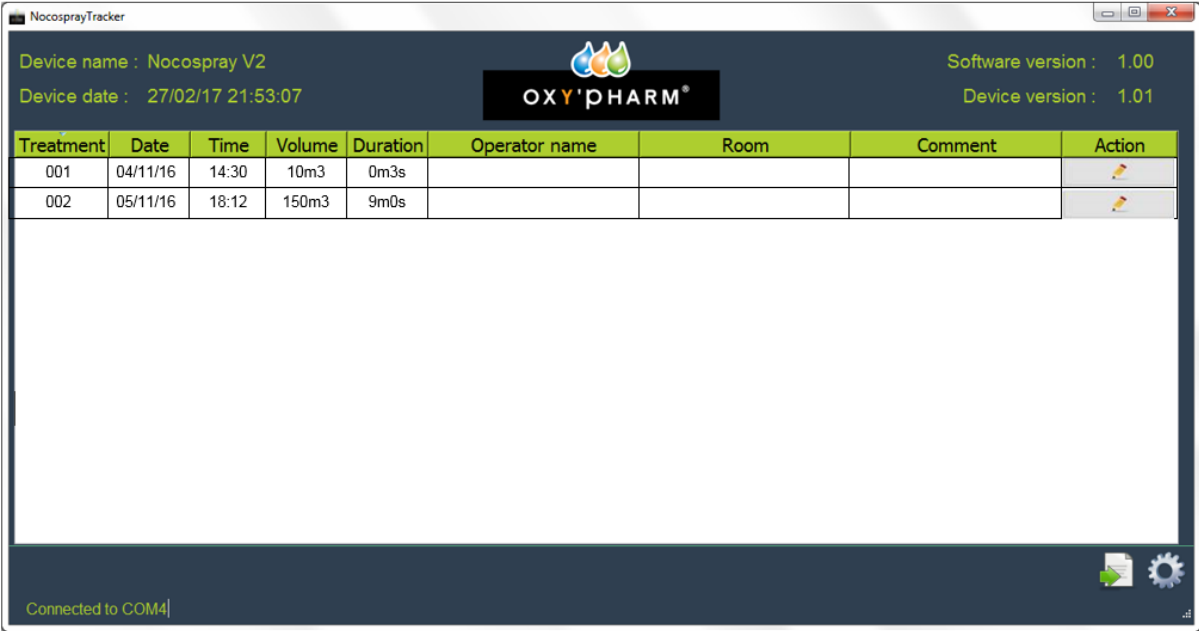 NocosprayTracker
Device name : Nocospray V2
Software version : 1.00
OXY'PHARM®
Device date : 27/02/17 21:53:07
Device version : 1.01
Treatment Date Time Volume Duration Operator name Room Comment Action
001 04/11/16 14:30 10m3 0m3s
002 05/11/16 18:12 150m3 9m0s
Connected to COM4